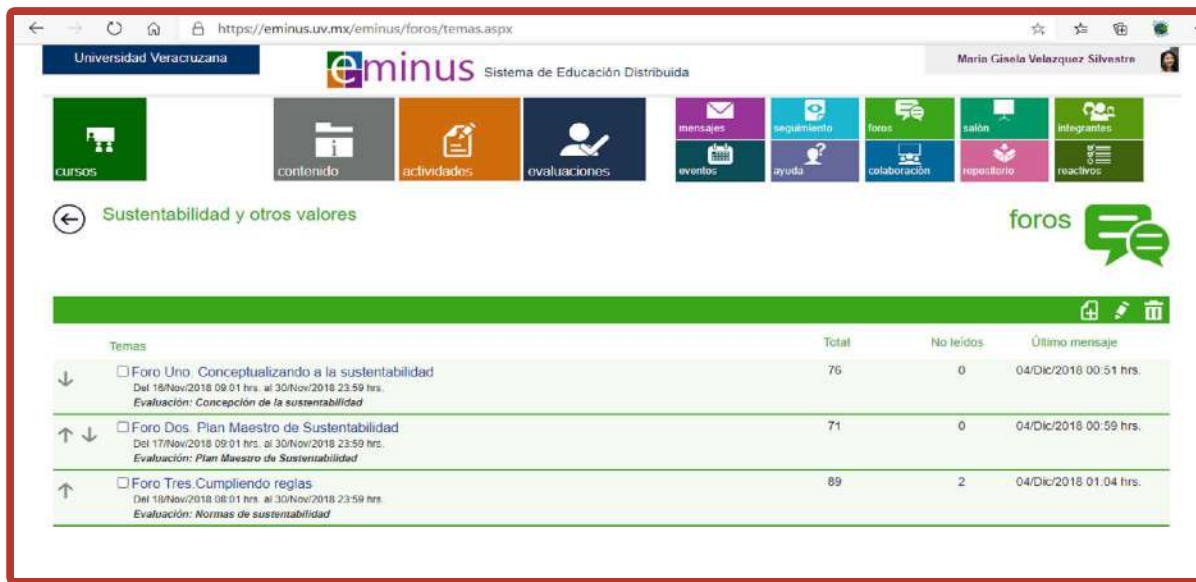 https://eminus.uv.mx/eminus/foros/temas.aspx
Universidad Veracruzana
eminus Sistema de Educación Distribuida
Maria Gisela Velazquez Silvestre
cursos
contenido
actividades
evaluaciones
mensajes
seguimiento
foros
salón
integrantes
eventos
ayuda
colaboración
repositorio
reactivos
Sustentabilidad y otros valores
foros
Temas Total No leídos Último mensaje
Foro Uno. Conceptualizando a la sustentabilidad 76 0 04/Dic/2018 00:51 hrs.
Del 16/Nov/2018 09:01 hrs. al 30/Nov/2018 23:59 hrs.
Evaluación: Concepción de la sustentabilidad
Foro Dos. Plan Maestro de Sustentabilidad 71 0 04/Dic/2018 00:59 hrs.
Del 17/Nov/2018 09:01 hrs. al 30/Nov/2018 23:59 hrs.
Evaluación: Plan Maestro de Sustentabilidad
Foro Tres.Cumpliendo reglas 89 2 04/Dic/2018 01:04 hrs.
Del 18/Nov/2018 08:01 hrs. al 30/Nov/2018 23:59 hrs.
Evaluación: Normas de sustentabilidad